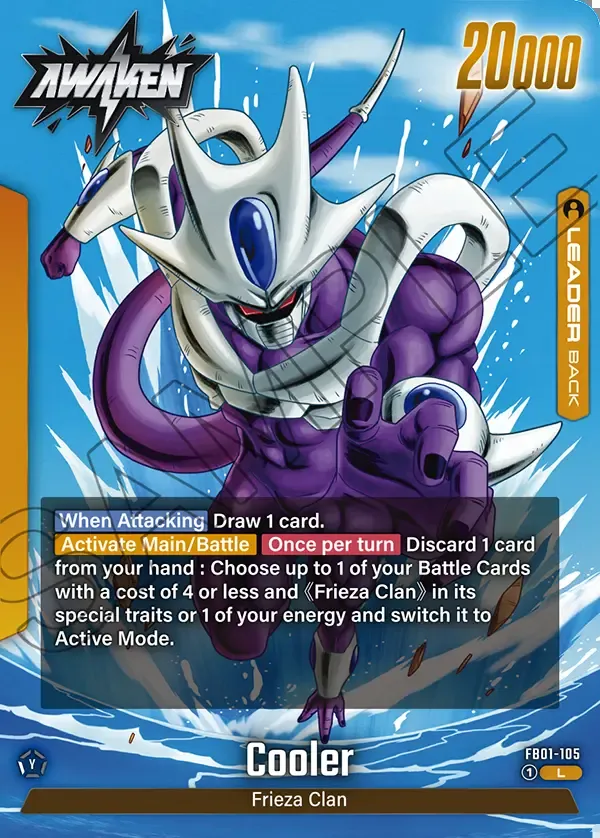 AWAKEN
20000
LEADER BACK
When Attacking Draw 1 card.
Activate Main/Battle Once per turn Discard 1 card
from your hand : Choose up to 1 of your Battle Cards
with a cost of 4 or less and 《Frieza Clan》 in its
special traits or 1 of your energy and switch it to
Active Mode.
Cooler
FB01-105
Y
1 L
Frieza Clan
SAMPLE